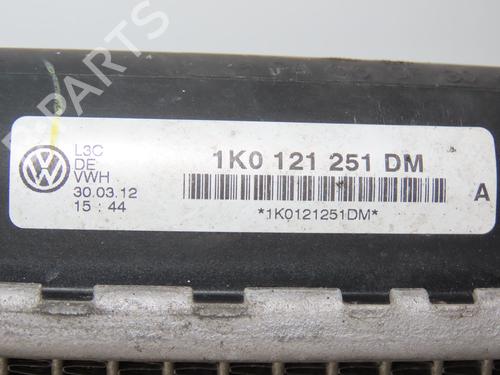 L3C
DE
VWH
30.03.12
15 : 44
1K0 121 251 DM
A
*1K0121251DM*
PARTS